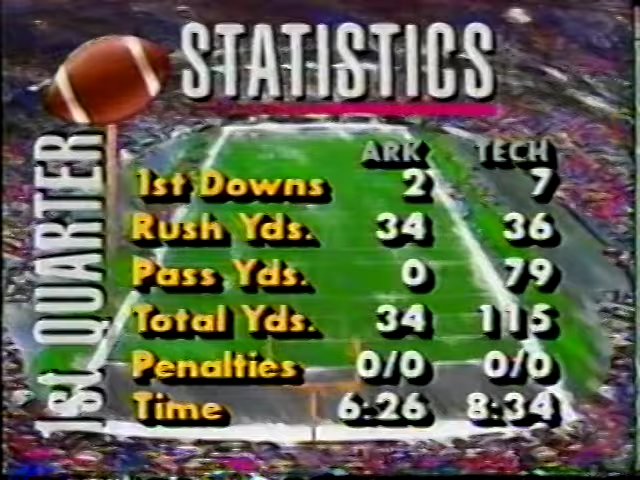 STATISTICS
1st QUARTER
ARK TECH
1st Downs 2 7
Rush Yds. 34 36
Pass Yds. 0 79
Total Yds. 34 115
Penalties 0/0 0/0
Time 6:26 8:34